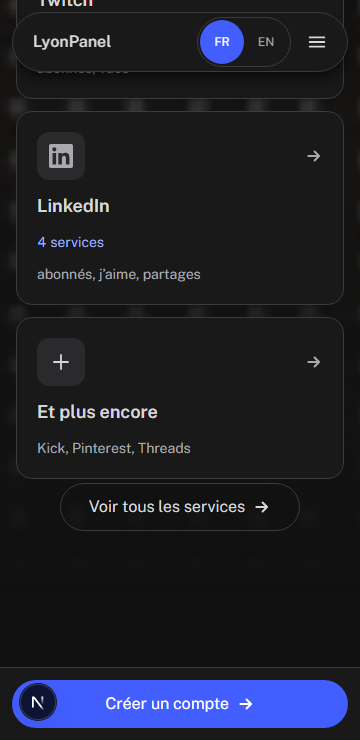 Twitch
LyonPanel
FR
EN
LinkedIn
4 services
abonnés, j'aime, partages
Et plus encore
Kick, Pinterest, Threads
Voir tous les services
Créer un compte